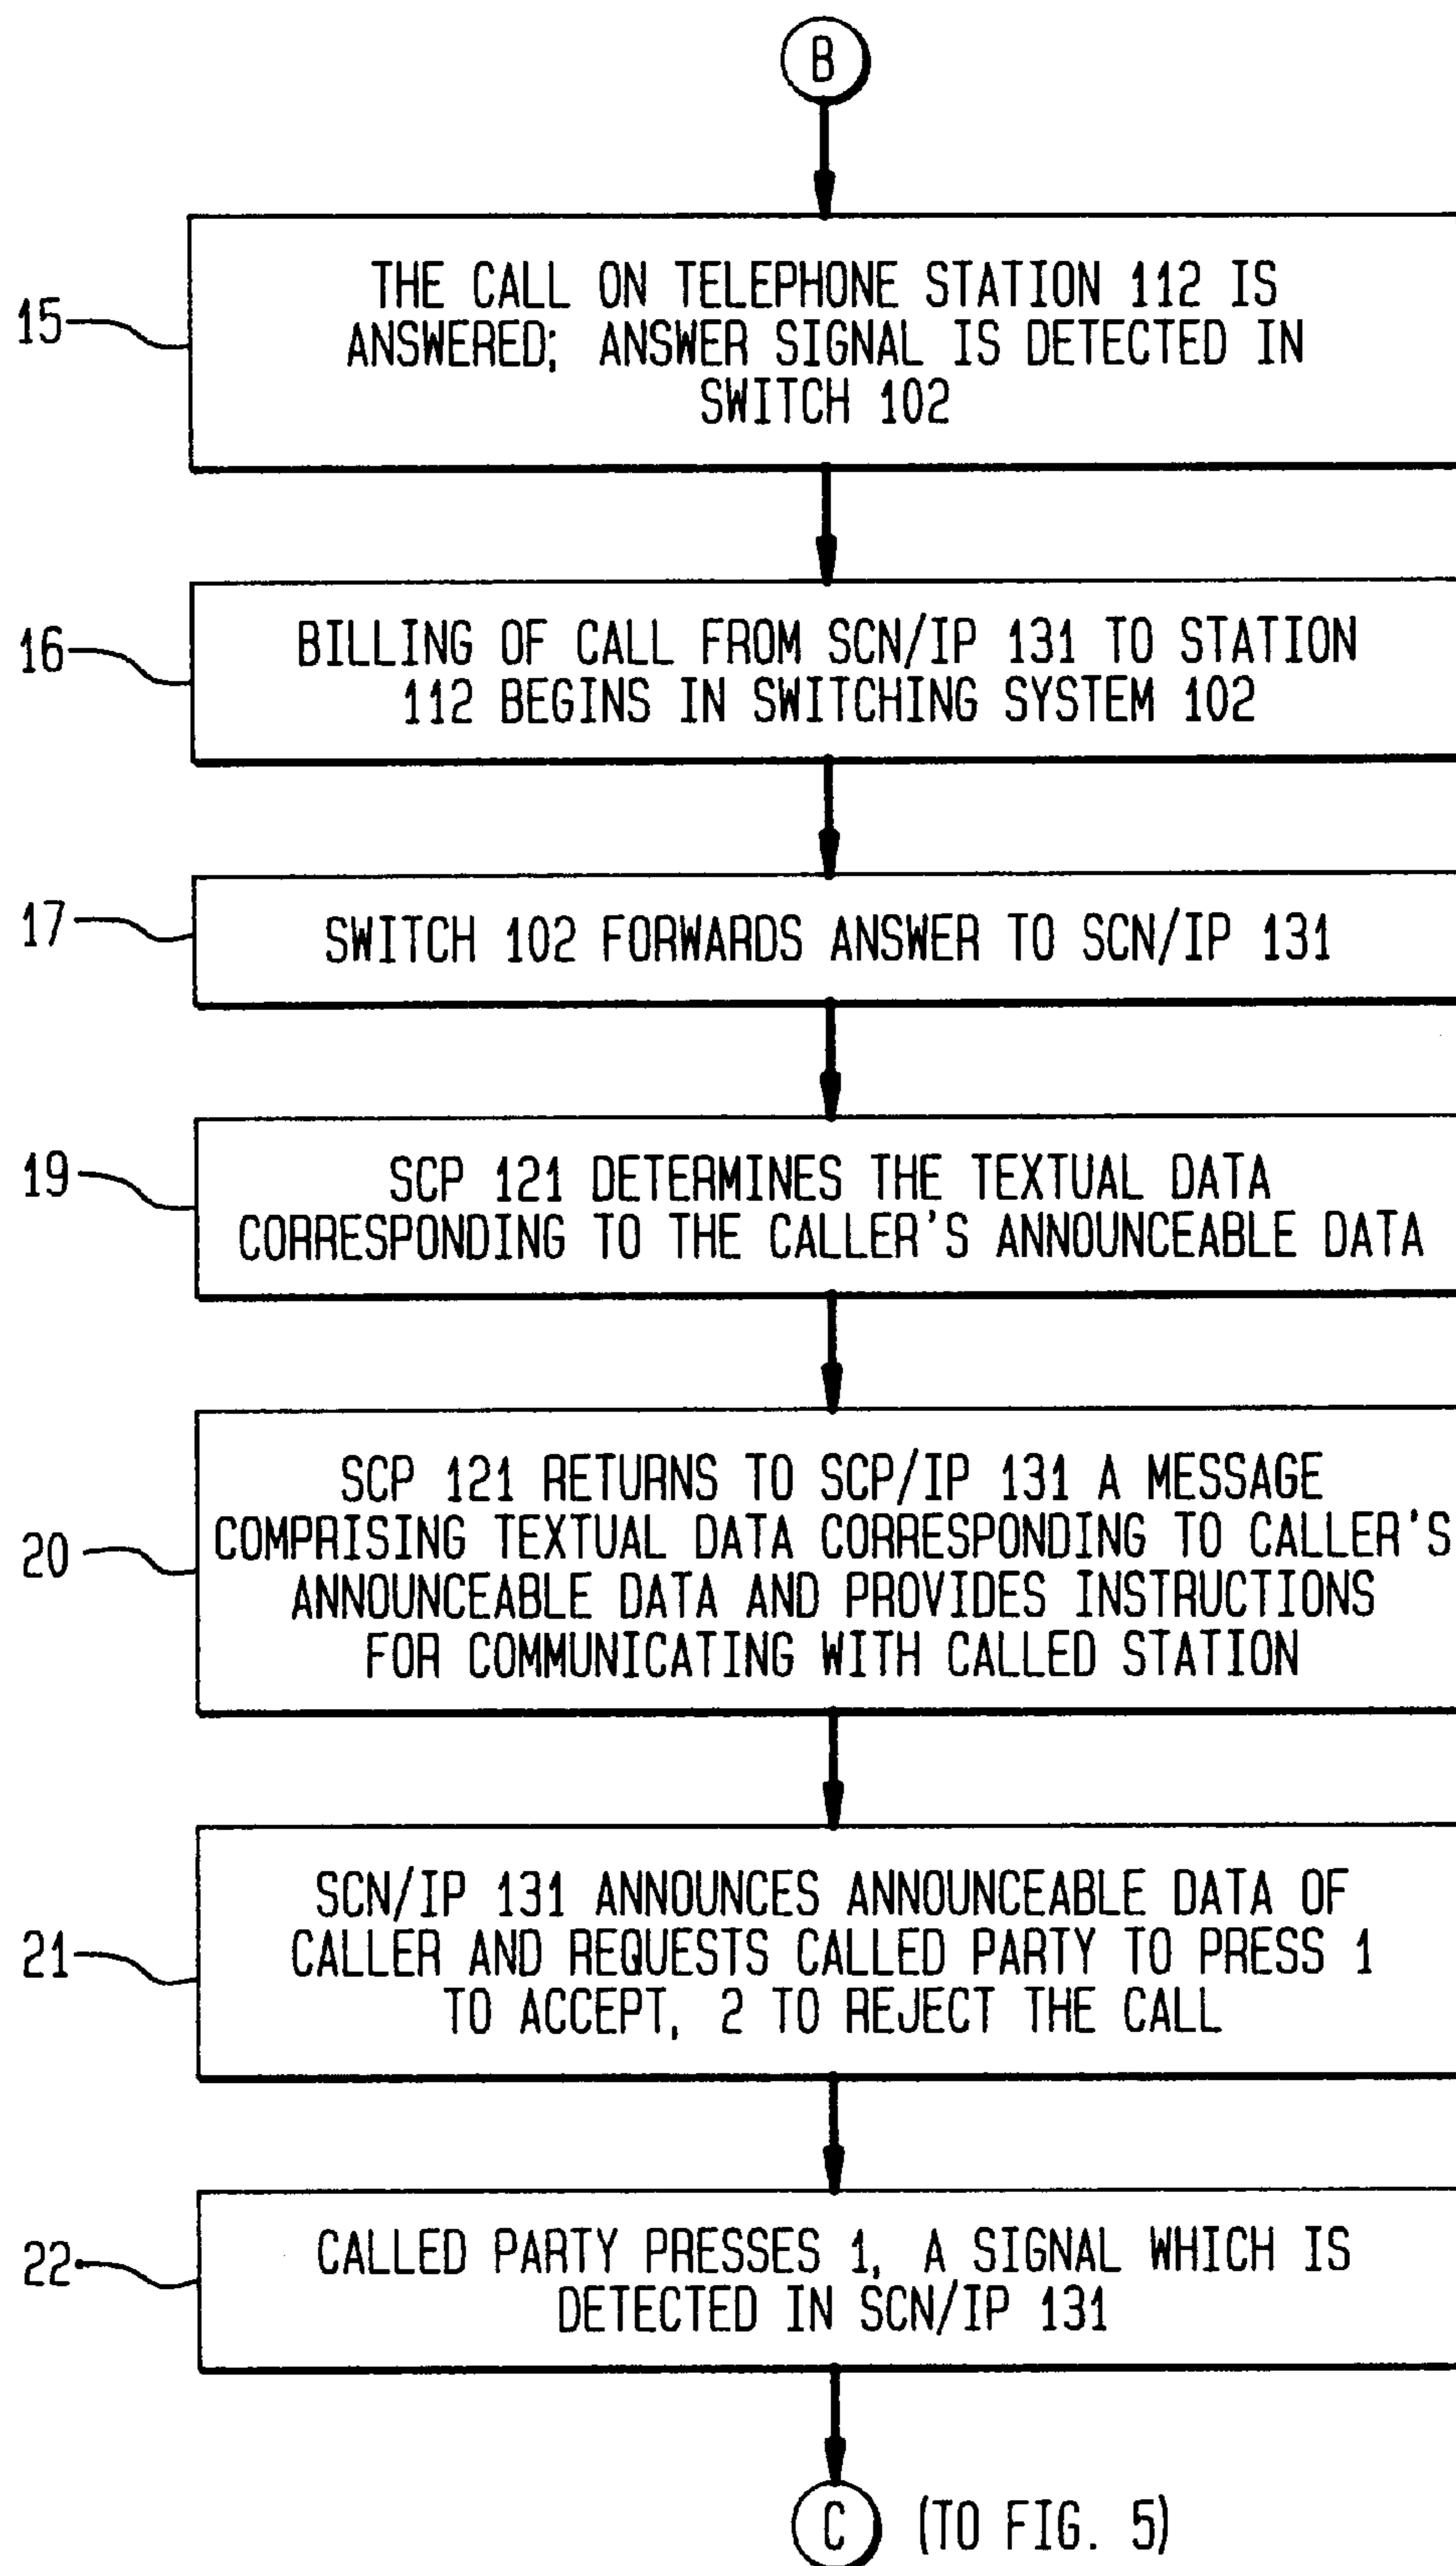 B
15
THE CALL ON TELEPHONE STATION 112 IS
ANSWERED; ANSWER SIGNAL IS DETECTED IN
SWITCH 102
16
BILLING OF CALL FROM SCN/IP 131 TO STATION
112 BEGINS IN SWITCHING SYSTEM 102
17
SWITCH 102 FORWARDS ANSWER TO SCN/IP 131
19
SCP 121 DETERMINES THE TEXTUAL DATA
CORRESPONDING TO THE CALLER'S ANNOUNCEABLE DATA
20
SCP 121 RETURNS TO SCP/IP 131 A MESSAGE
COMPRISING TEXTUAL DATA CORRESPONDING TO CALLER'S
ANNOUNCEABLE DATA AND PROVIDES INSTRUCTIONS
FOR COMMUNICATING WITH CALLED STATION
21
SCN/IP 131 ANNOUNCES ANNOUNCEABLE DATA OF
CALLER AND REQUESTS CALLED PARTY TO PRESS 1
TO ACCEPT, 2 TO REJECT THE CALL
22
CALLED PARTY PRESSES 1, A SIGNAL WHICH IS
DETECTED IN SCN/IP 131
C (TO FIG. 5)